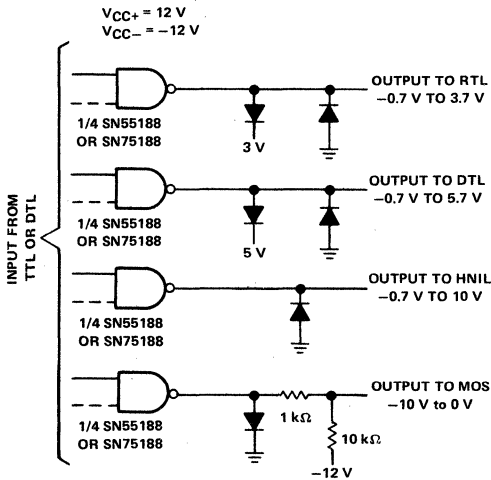 VCC+ = 12 V
VCC− = −12 V
INPUT FROM
TTL OR DTL
1/4 SN55188
OR SN75188
3 V
OUTPUT TO RTL
−0.7 V TO 3.7 V
1/4 SN55188
OR SN75188
5 V
OUTPUT TO DTL
−0.7 V TO 5.7 V
1/4 SN55188
OR SN75188
OUTPUT TO HNIL
−0.7 V TO 10 V
1/4 SN55188
OR SN75188
1 kΩ
10 kΩ
−12 V
OUTPUT TO MOS
−10 V to 0 V